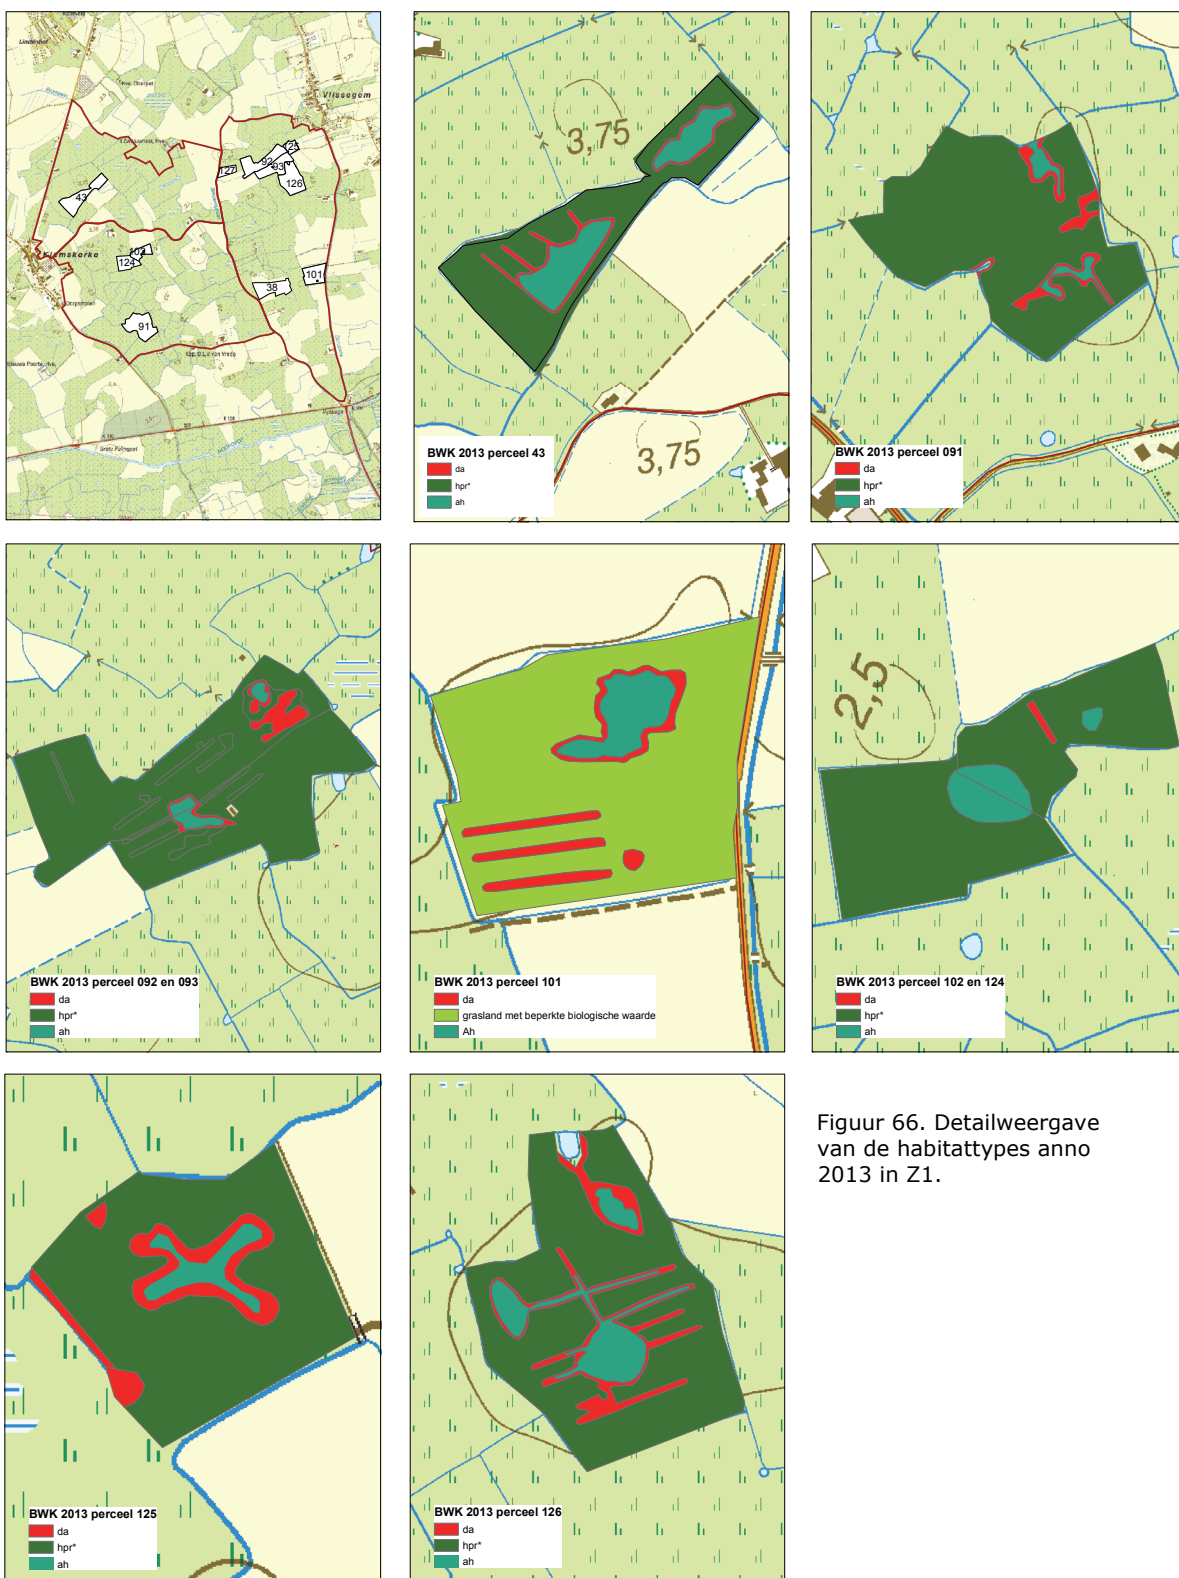 Vlissegem
Klemskerke
43
127
92
93
125
126
102
124
101
38
91
3,75
3,75
BWK 2013 perceel 43
da
hpr*
ah
BWK 2013 perceel 091
da
hpr*
ah
BWK 2013 perceel 092 en 093
da
hpr*
ah
BWK 2013 perceel 101
da
grasland met beperkte biologische waarde
Ah
2,5
BWK 2013 perceel 102 en 124
da
hpr*
ah
BWK 2013 perceel 125
da
hpr*
ah
BWK 2013 perceel 126
da
hpr*
ah
Figuur 66. Detailweergave
van de habitattypes anno
2013 in Z1.